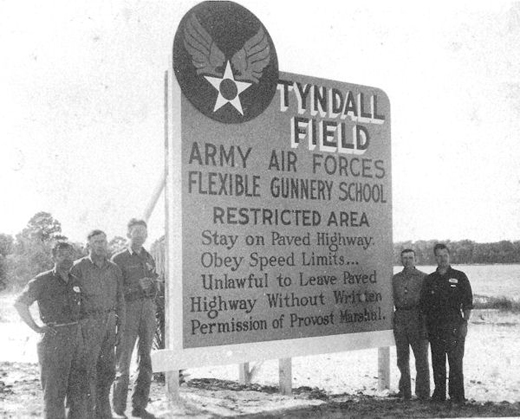 TYNDALL
FIELD
ARMY AIR FORCES
FLEXIBLE GUNNERY SCHOOL
RESTRICTED AREA
Stay on Paved Highway.
Obey Speed Limits...
Unlawful to Leave Paved
Highway Without Written
Permission of Provost Marshal.